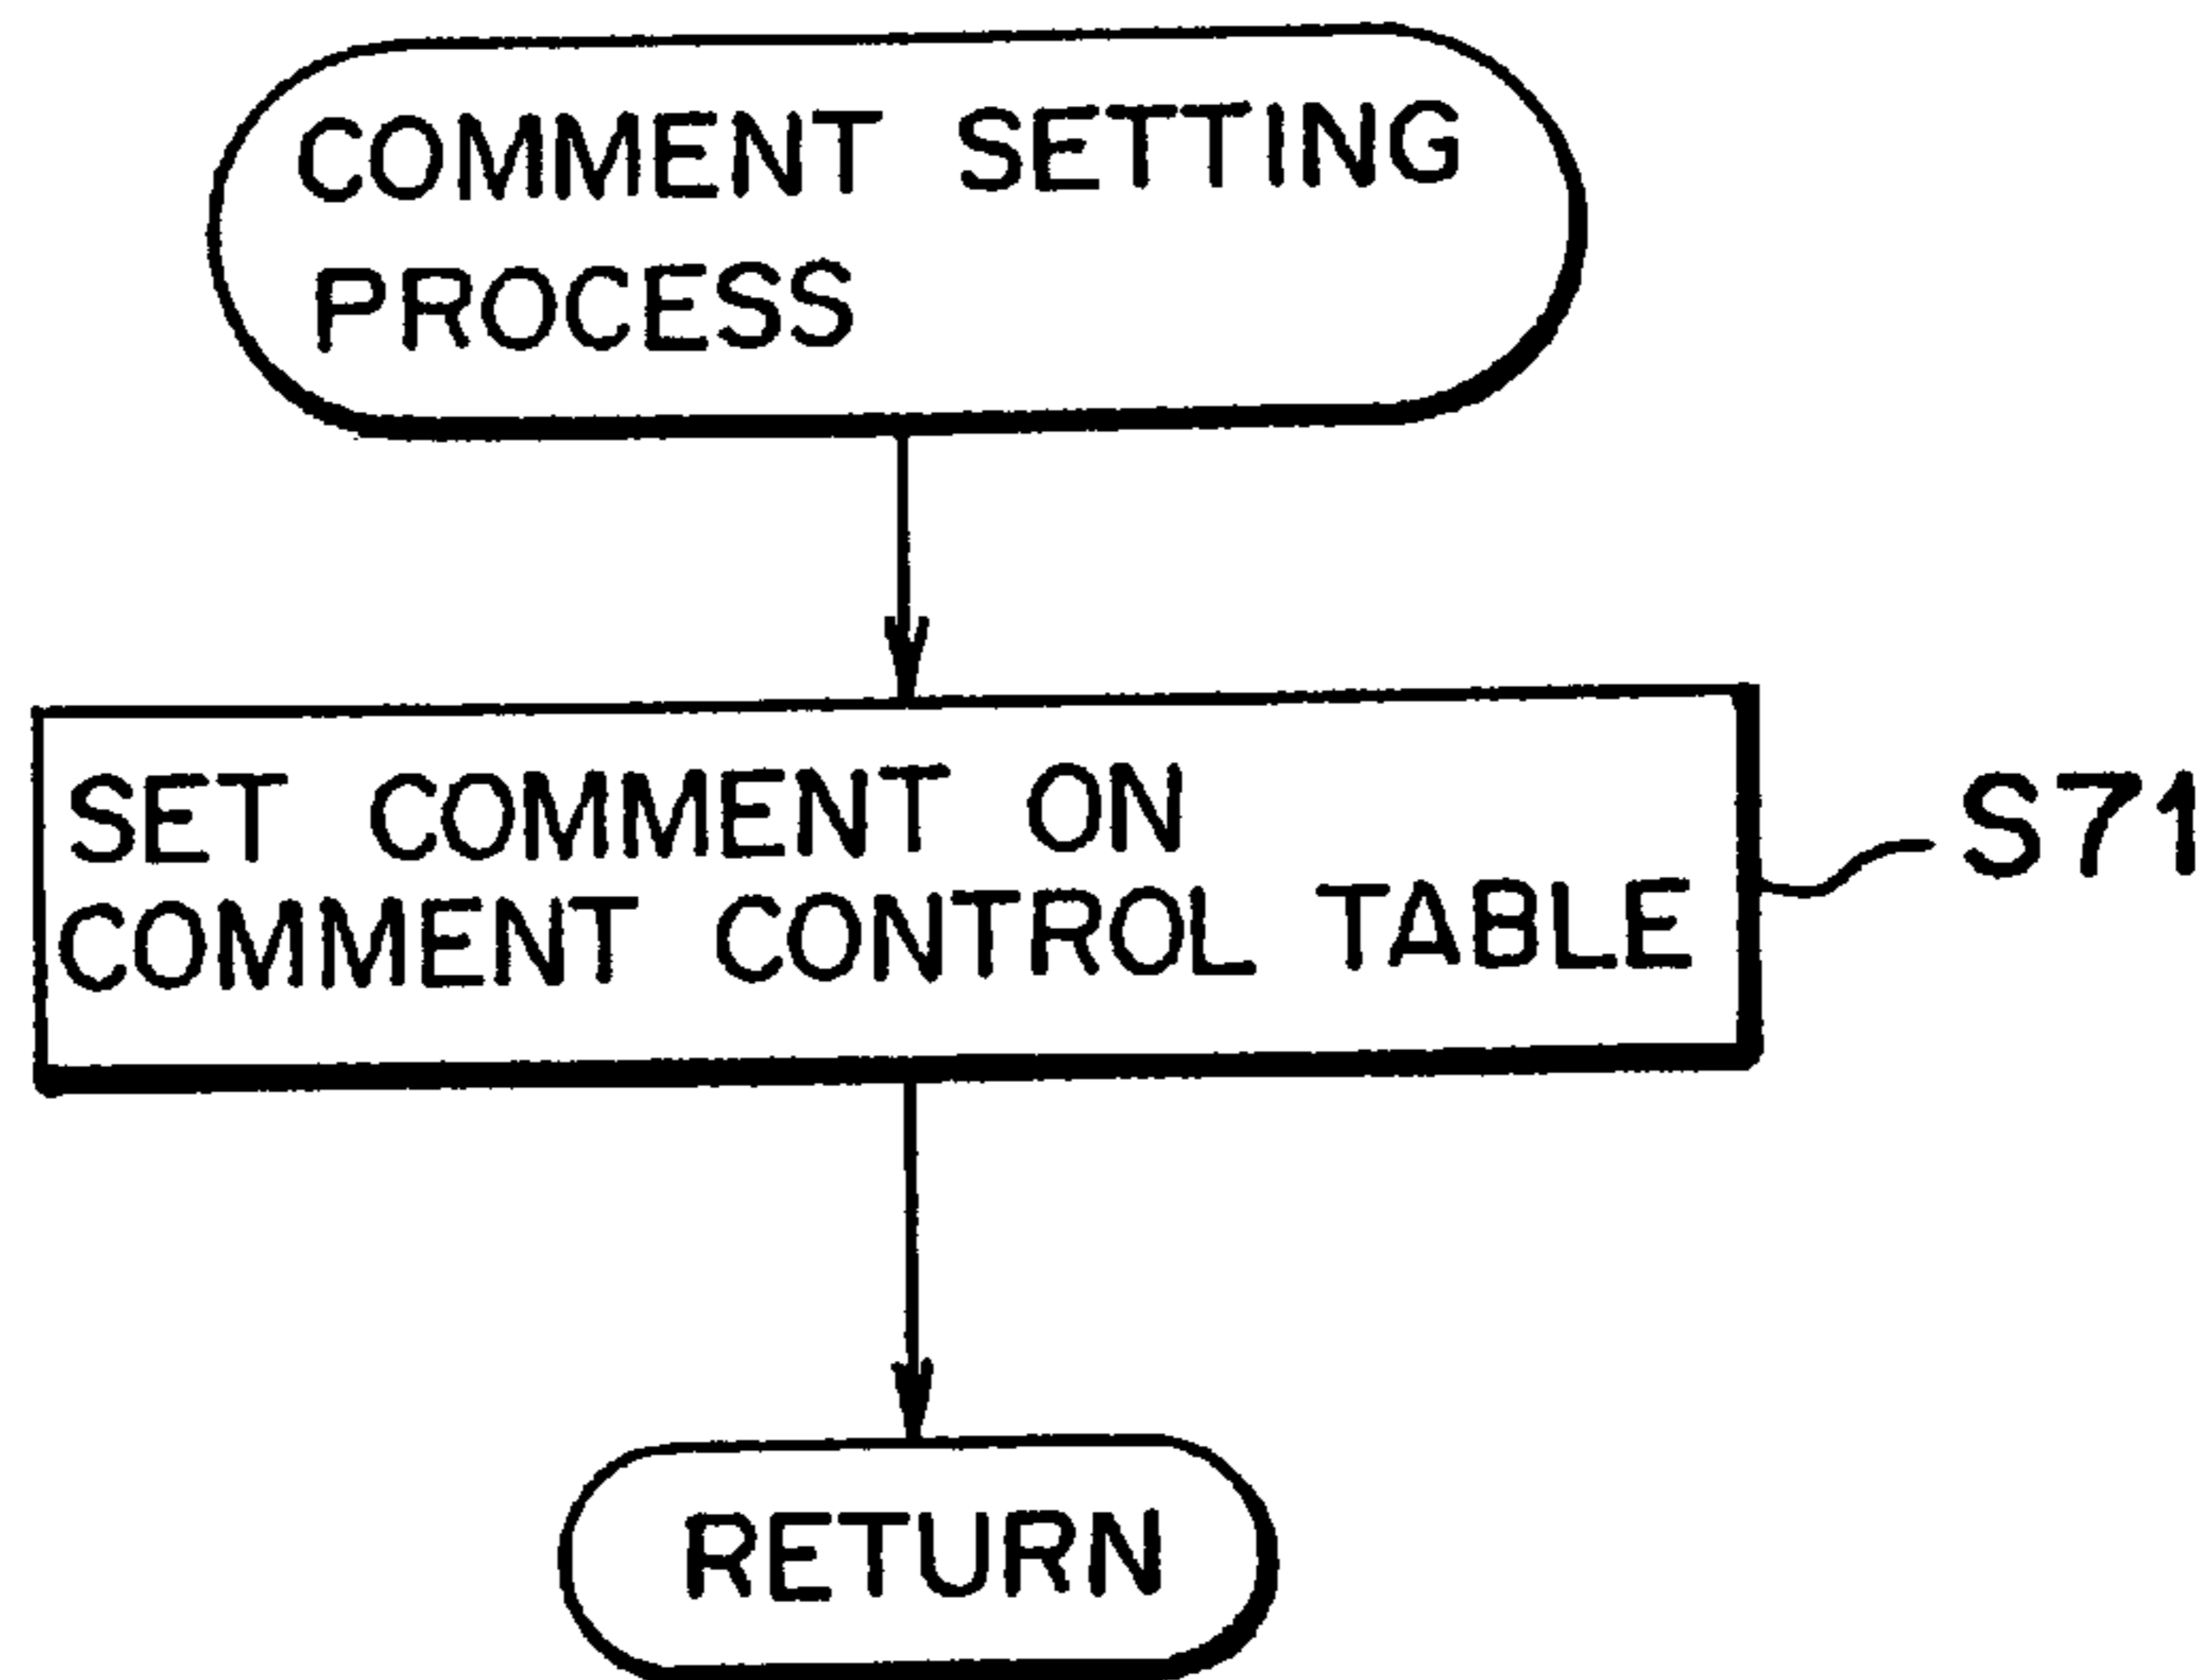 COMMENT SETTING
PROCESS
SET COMMENT ON
COMMENT CONTROL TABLE
S71
RETURN